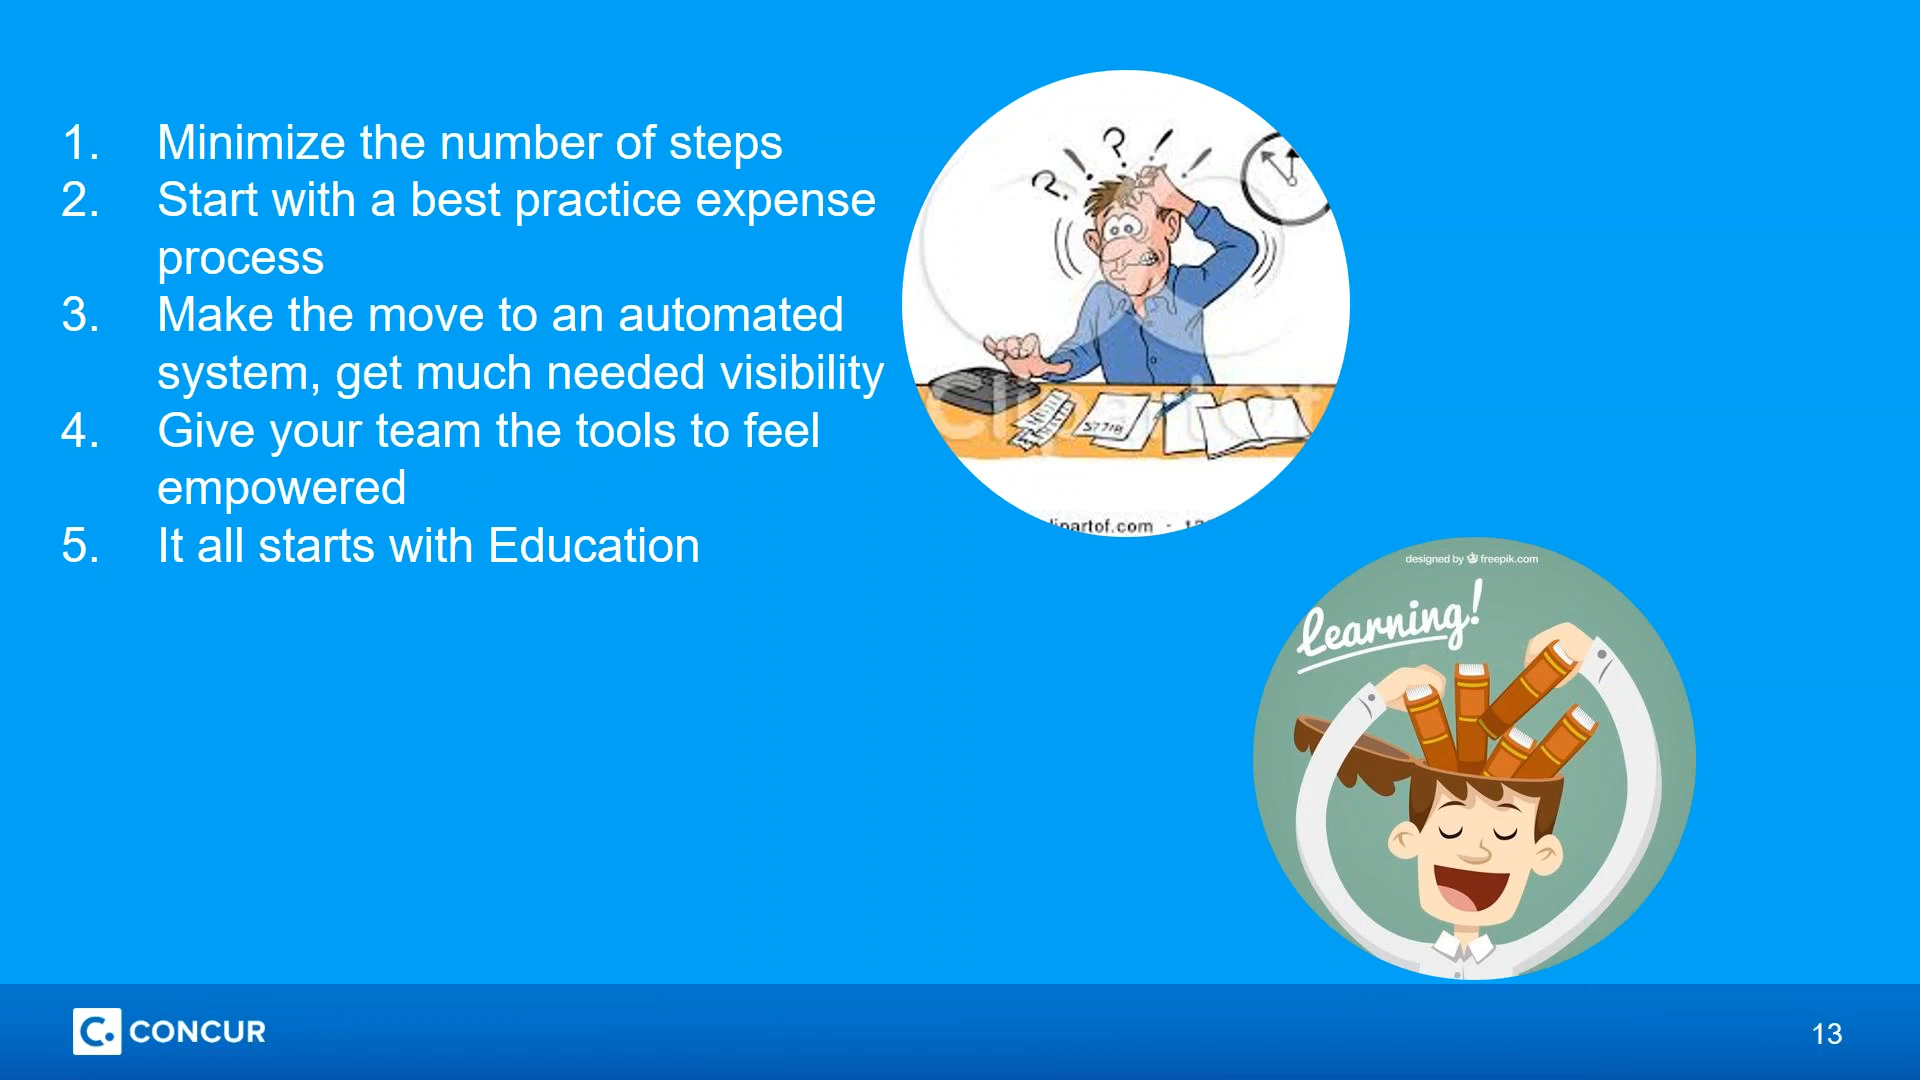 1. Minimize the number of steps
2. Start with a best practice expense
process
3. Make the move to an automated
system, get much needed visibility
4. Give your team the tools to feel
empowered
5. It all starts with Education
? ! ? ! !
designed by freepik.com
Learning!
C. CONCUR
13